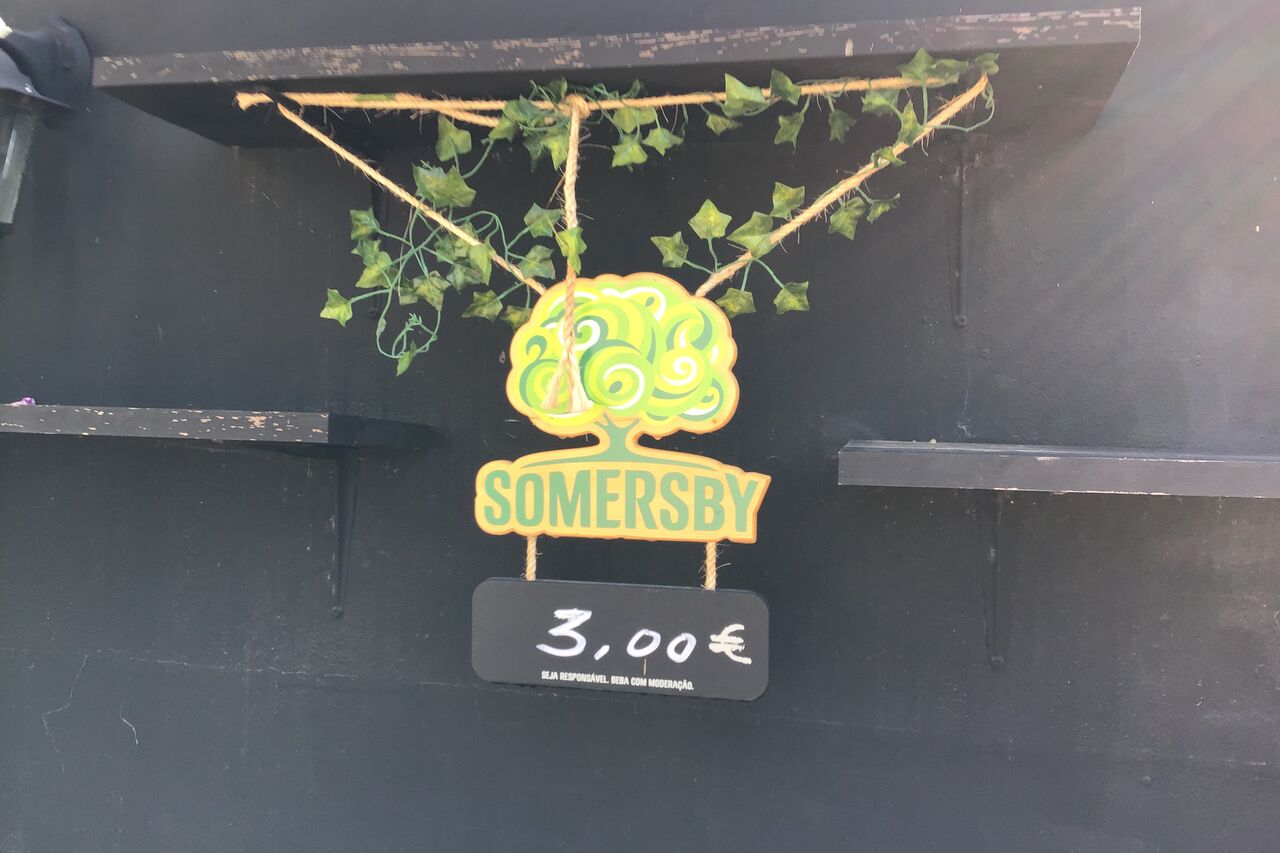 SOMERSBY
3,00€
SEJA RESPONSÁVEL. BEBA COM MODERAÇÃO.